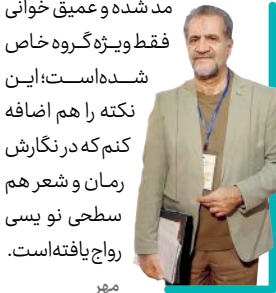 مد شده و عمیق خوانی
فقط ویژه گروه خاص
شده‌است؛ این
نکته را هم اضافه
کنم که در نگارش
رمان و شعر هم
سطحی نو یسی
رواج یافته‌است.
مهر